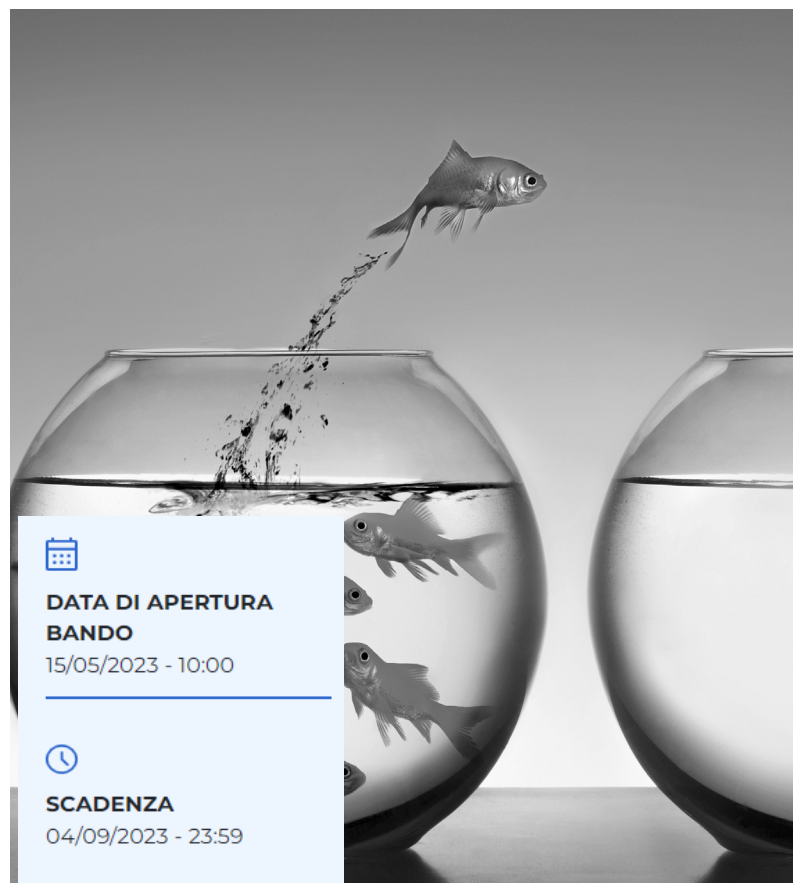 DATA DI APERTURA
BANDO
15/05/2023 - 10:00
SCADENZA
04/09/2023 - 23:59